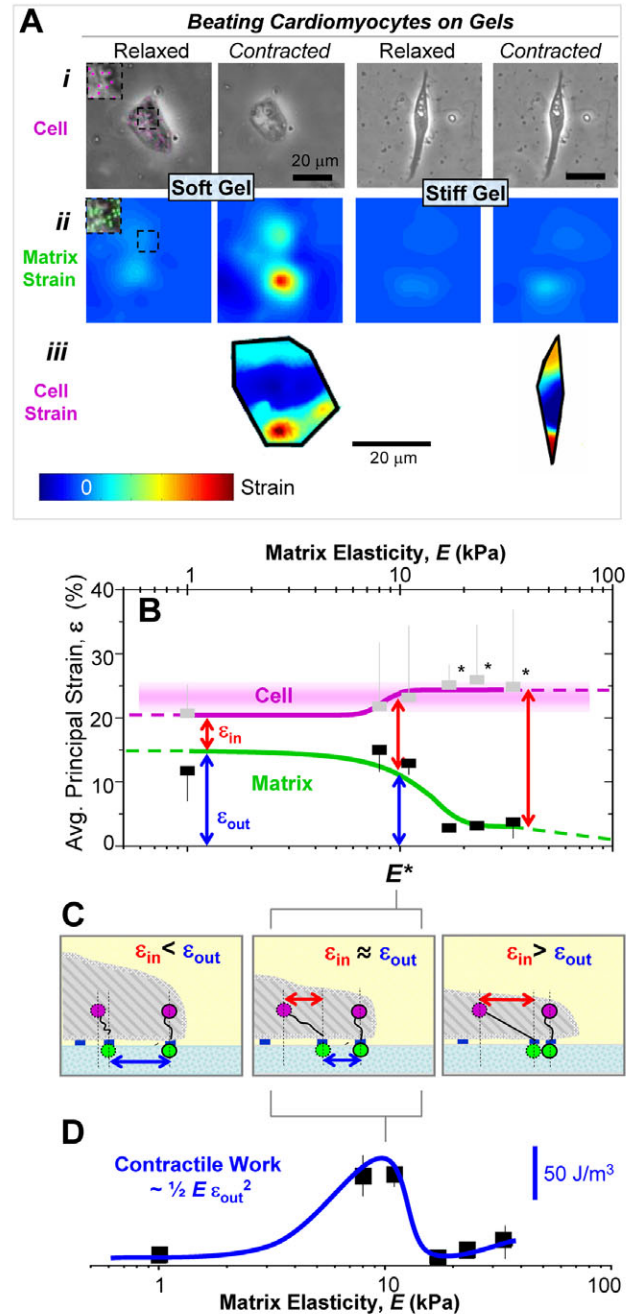 A
Beating Cardiomyocytes on Gels
Relaxed Contracted Relaxed Contracted
i
Cell
20 μm
Soft Gel Stiff Gel
ii
Matrix
Strain
iii
Cell
Strain
20 μm
0 Strain
Matrix Elasticity, E (kPa)
1 10 100
B
Avg. Principal Strain, ε (%)
40
30
20
10
0
Cell
* * *
εin
Matrix
εout
E*
C
εin < εout εin ≈ εout εin > εout
D
Contractile Work
~ ½ E εout²
50 J/m³
1 10 100
Matrix Elasticity, E (kPa)